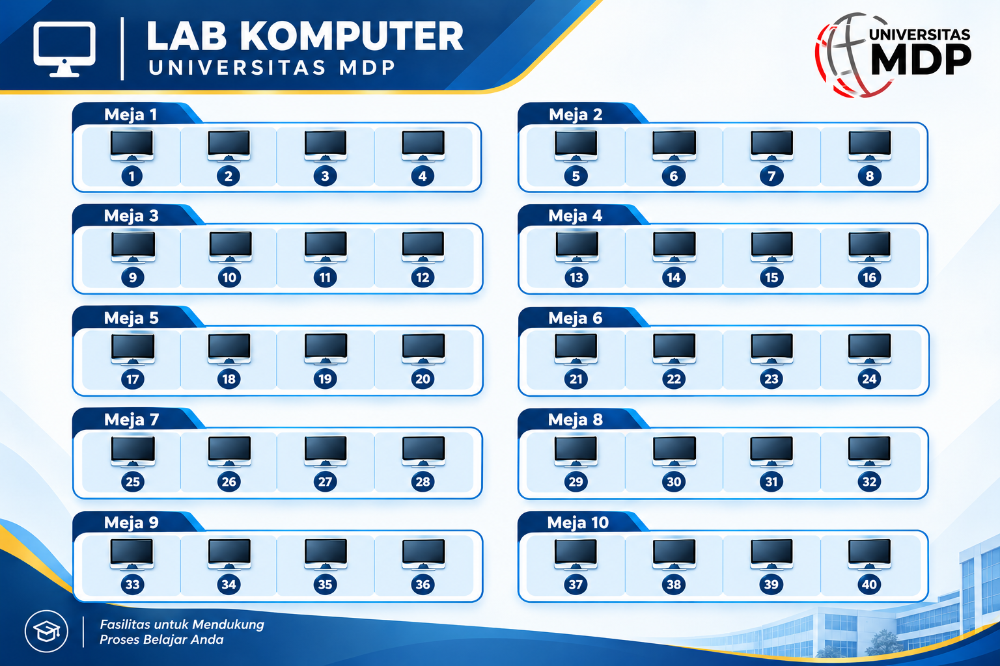 LAB KOMPUTER
UNIVERSITAS MDP
UNIVERSITAS
MDP
Meja 1
1 2 3 4
Meja 2
5 6 7 8
Meja 3
9 10 11 12
Meja 4
13 14 15 16
Meja 5
17 18 19 20
Meja 6
21 22 23 24
Meja 7
25 26 27 28
Meja 8
29 30 31 32
Meja 9
33 34 35 36
Meja 10
37 38 39 40
Fasilitas untuk Mendukung
Proses Belajar Anda